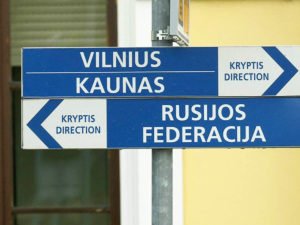 VILNIUS
KAUNAS
KRYPTIS
DIRECTION
KRYPTIS
DIRECTION
RUSIJOS
FEDERACIJA